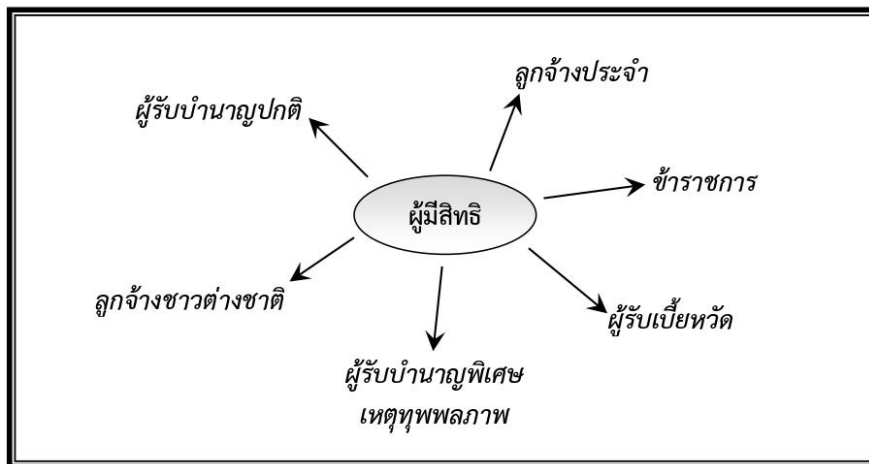 ลูกจ้างประจำ
ผู้รับบำนาญปกติ
ข้าราชการ
ผู้มีสิทธิ
ลูกจ้างชาวต่างชาติ
ผู้รับเบี้ยหวัด
ผู้รับบำนาญพิเศษ
เหตุทุพพลภาพ